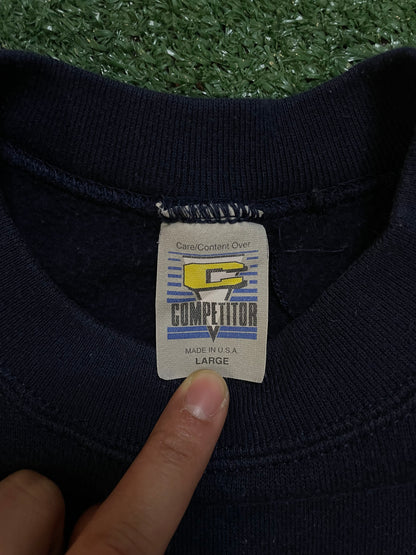 Care/Content Over
C
COMPETITOR
MADE IN U.S.A.
LARGE